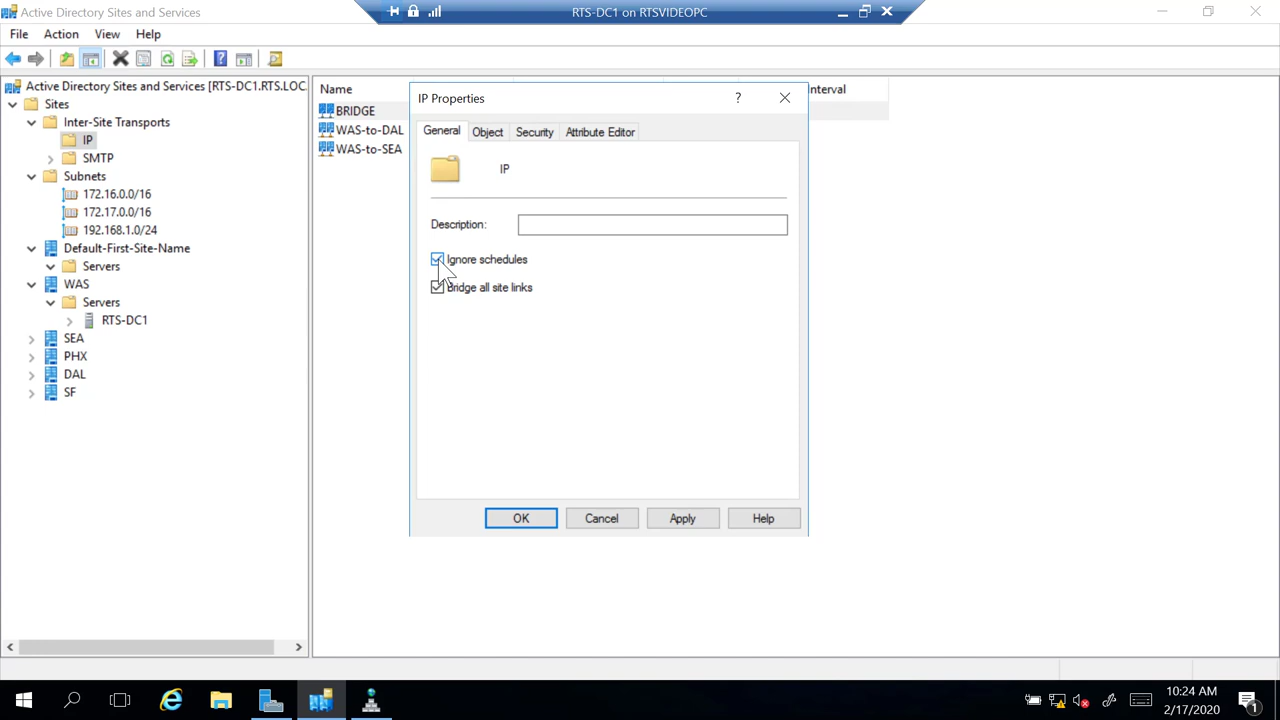 Active Directory Sites and Services
RTS-DC1 on RTSVIDEOPC
File Action View Help
Active Directory Sites and Services [RTS-DC1.RTS.LOC
Sites
Inter-Site Transports
IP
SMTP
Subnets
172.16.0.0/16
172.17.0.0/16
192.168.1.0/24
Default-First-Site-Name
Servers
WAS
Servers
RTS-DC1
SEA
PHX
DAL
SF
Name
BRIDGE
WAS-to-DAL
WAS-to-SEA
nterval
IP Properties
General Object Security Attribute Editor
IP
Description:
Ignore schedules
Bridge all site links
OK Cancel Apply Help
10:24 AM
2/17/2020
1